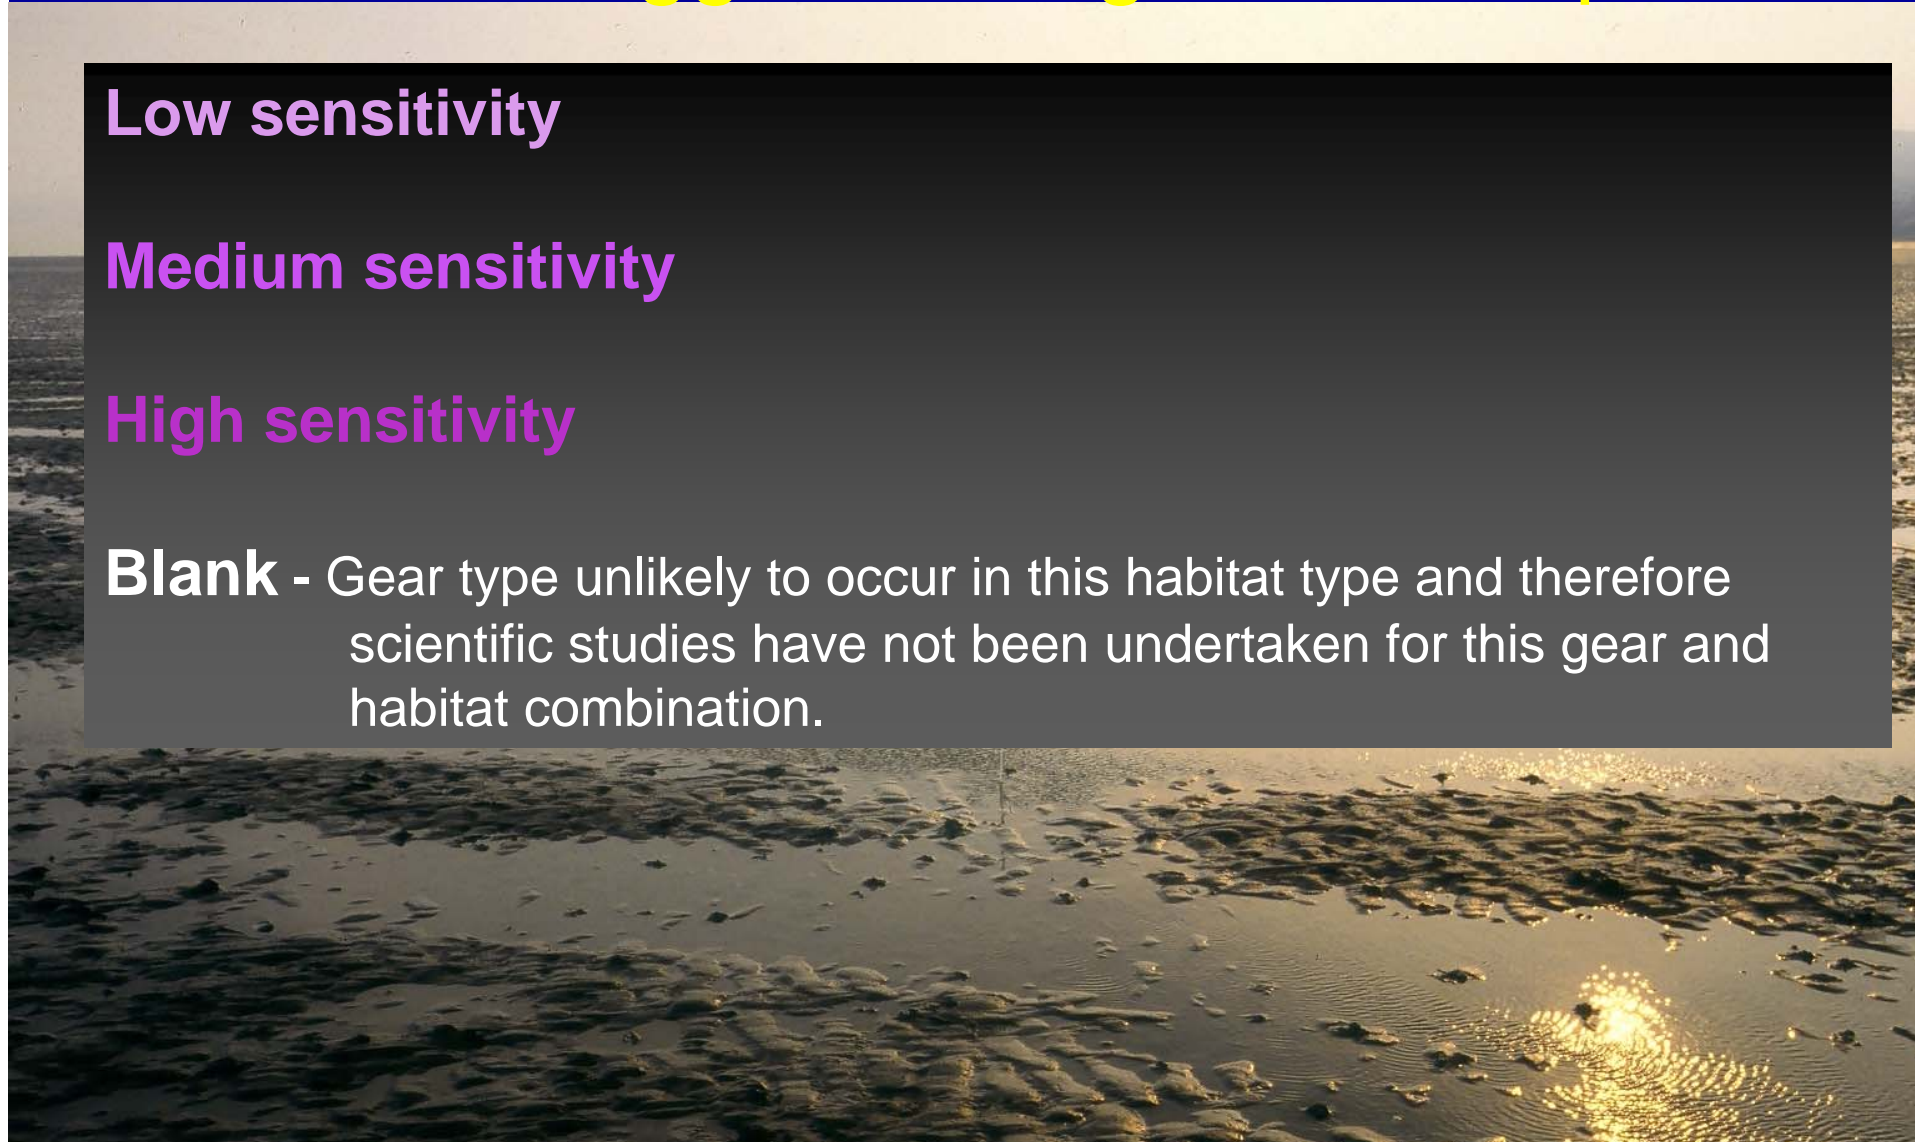 Low sensitivity
Medium sensitivity
High sensitivity
Blank - Gear type unlikely to occur in this habitat type and therefore
scientific studies have not been undertaken for this gear and
habitat combination.